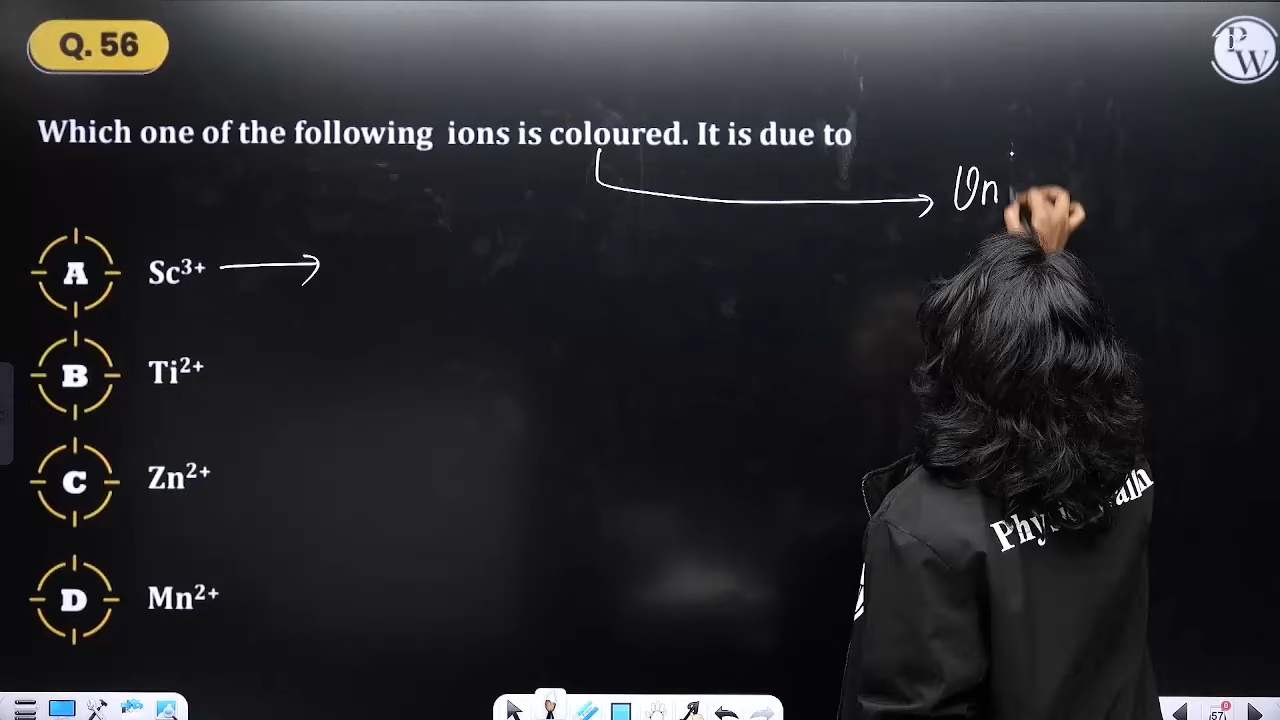 Q. 56
PW
Which one of the following ions is coloured. It is due to
Un
A Sc³⁺
B Ti²⁺
C Zn²⁺
D Mn²⁺